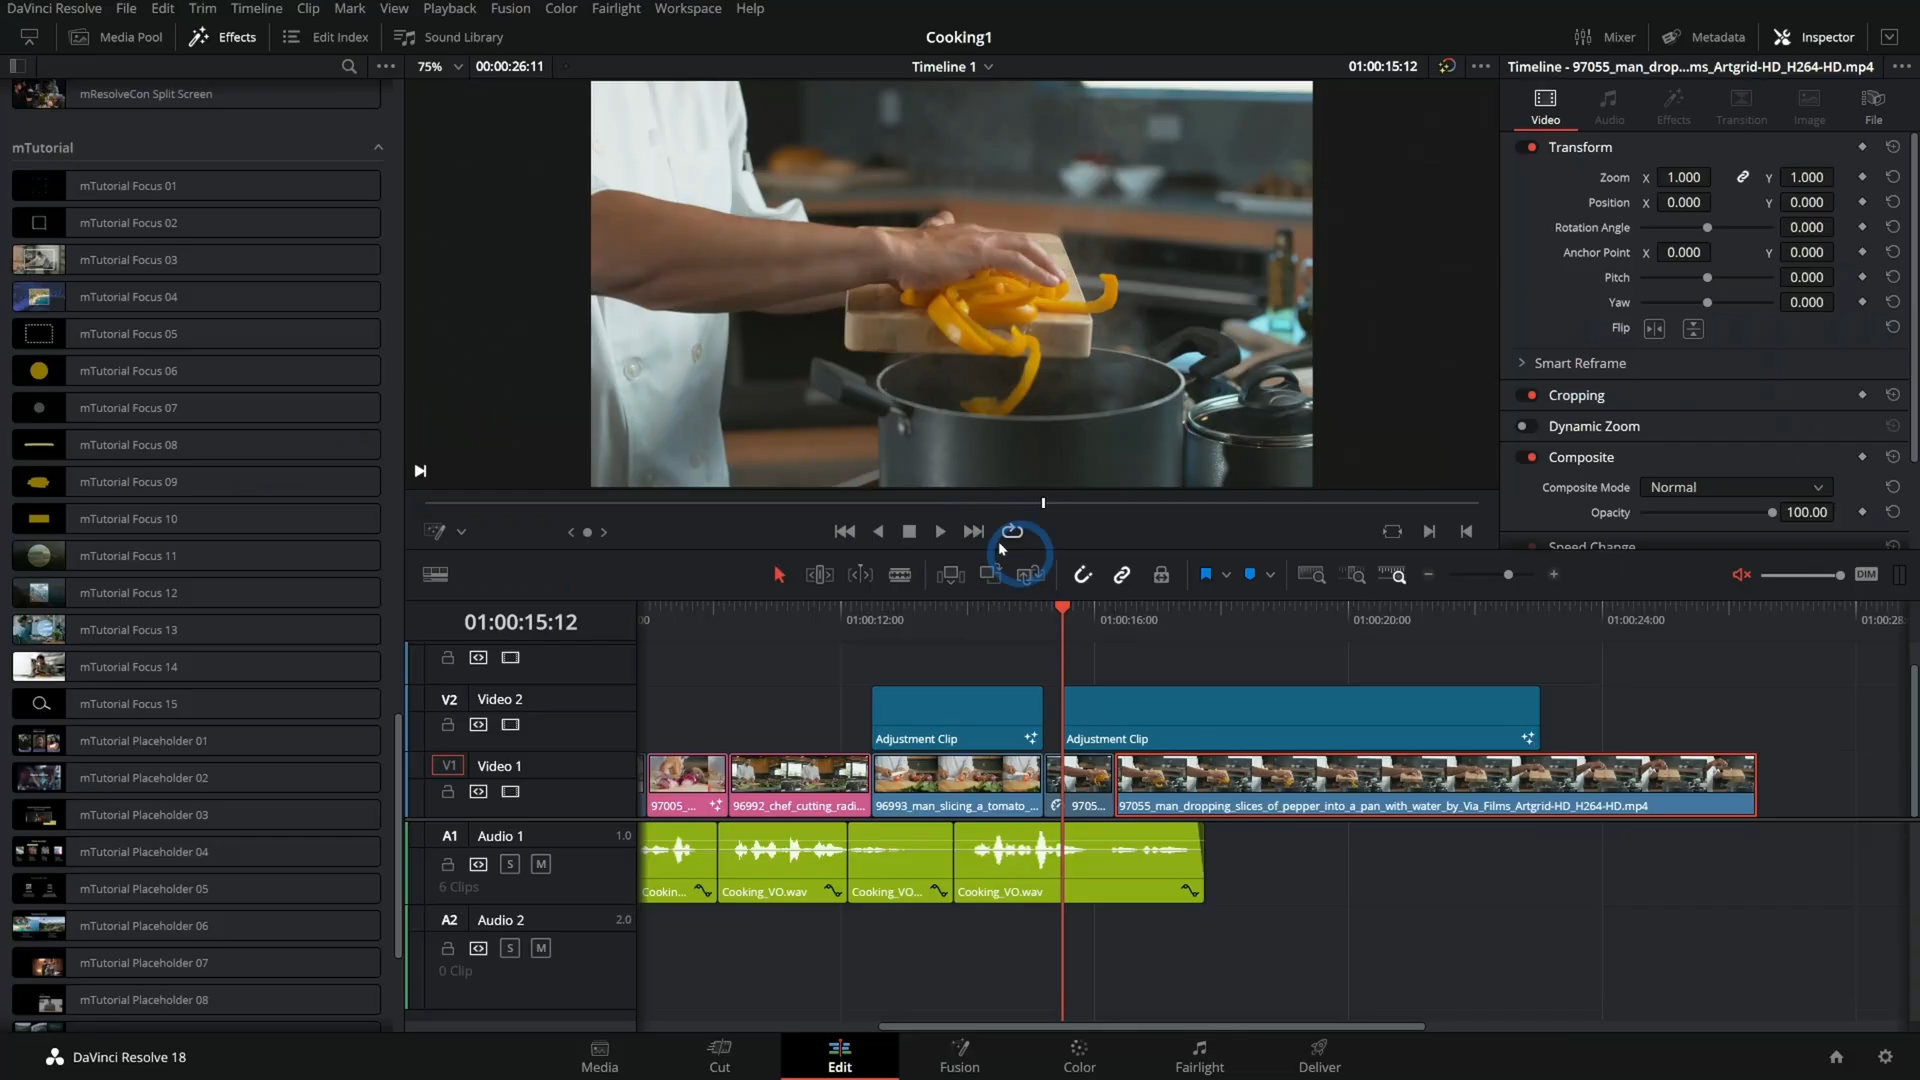 DaVinci Resolve File Edit Trim Timeline Clip Mark View Playback Fusion Color Fairlight Workspace Help
Media Pool Effects Edit Index Sound Library Cooking1 Mixer Metadata Inspector
75% 00:00:26:11 Timeline 1 01:00:15:12 Timeline - 97055_man_drop...ms_Artgrid-HD_H264-HD.mp4
mResolveCon Split Screen
mTutorial
mTutorial Focus 01
mTutorial Focus 02
mTutorial Focus 03
mTutorial Focus 04
mTutorial Focus 05
mTutorial Focus 06
mTutorial Focus 07
mTutorial Focus 08
mTutorial Focus 09
mTutorial Focus 10
mTutorial Focus 11
mTutorial Focus 12
mTutorial Focus 13
mTutorial Focus 14
mTutorial Focus 15
mTutorial Placeholder 01
mTutorial Placeholder 02
mTutorial Placeholder 03
mTutorial Placeholder 04
mTutorial Placeholder 05
mTutorial Placeholder 06
mTutorial Placeholder 07
mTutorial Placeholder 08
Video Audio Effects Transition Image File
Transform
Zoom X 1.000 Y 1.000
Position X 0.000 Y 0.000
Rotation Angle 0.000
Anchor Point X 0.000 Y 0.000
Pitch 0.000
Yaw 0.000
Flip
Smart Reframe
Cropping
Dynamic Zoom
Composite
Composite Mode Normal
Opacity 100.00
Speed Change
DIM
01:00:15:12
00 01:00:12:00 01:00:16:00 01:00:20:00 01:00:24:00 01:00:28:
V2 Video 2
Adjustment Clip Adjustment Clip
V1 Video 1
97005_... 96992_chef_cutting_radi... 96993_man_slicing_a_tomato_... 9705... 97055_man_dropping_slices_of_pepper_into_a_pan_with_water_by_Via_Films_Artgrid-HD_H264-HD.mp4
A1 Audio 1 1.0
S M
6 Clips
Cookin... Cooking_VO.wav Cooking_VO... Cooking_VO.wav
A2 Audio 2 2.0
S M
0 Clip
DaVinci Resolve 18
Media Cut Edit Fusion Color Fairlight Deliver